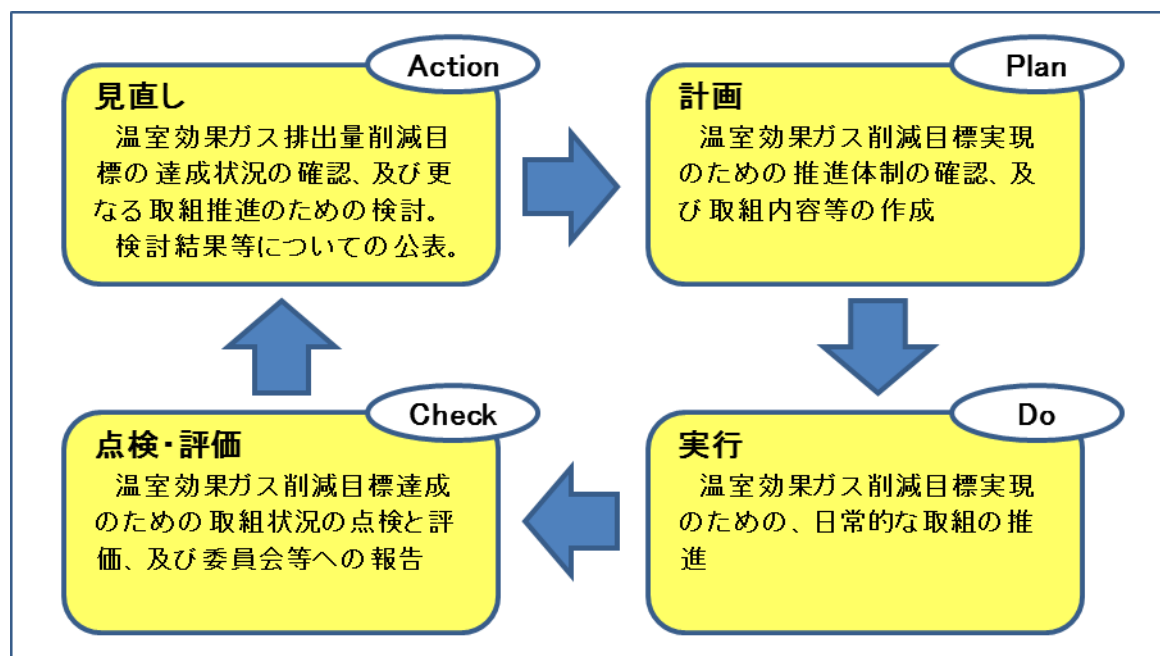 Action
見直し
温室効果ガス排出量削減目
標の達成状況の確認、及び更
なる取組推進のための検討。
検討結果等についての公表。
Plan
計画
温室効果ガス削減目標実現
のための推進体制の確認、及
び取組内容等の作成
Check
点検・評価
温室効果ガス削減目標達成
のための取組状況の点検と評
価、及び委員会等への報告
Do
実行
温室効果ガス削減目標実現
のための、日常的な取組の推
進